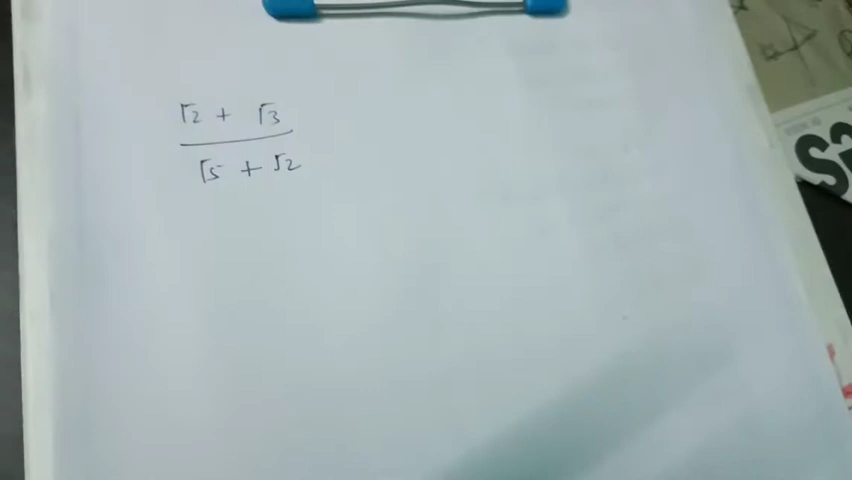 √2 + √3
√5 + √2